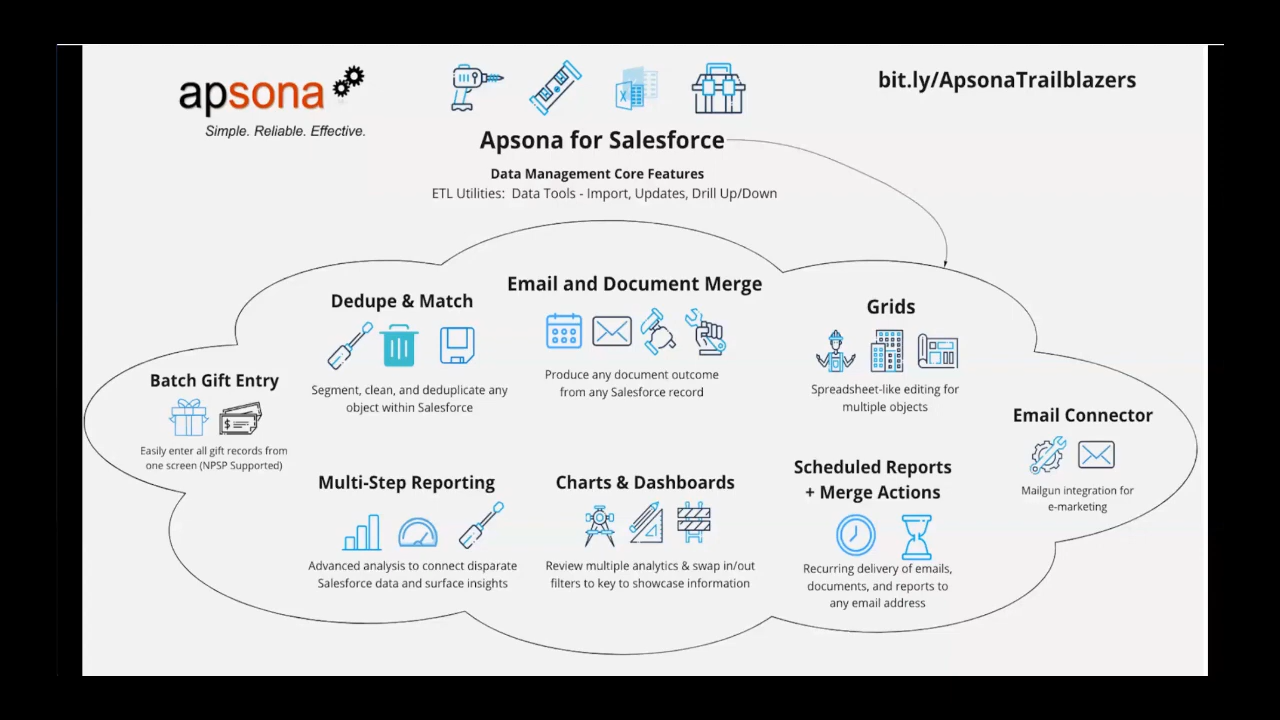 apsona
Simple. Reliable. Effective.
bit.ly/ApsonaTrailblazers
Apsona for Salesforce
Data Management Core Features
ETL Utilities: Data Tools - Import, Updates, Drill Up/Down
Batch Gift Entry
Easily enter all gift records from
one screen (NPSP Supported)
Dedupe & Match
Segment, clean, and deduplicate any
object within Salesforce
Email and Document Merge
Produce any document outcome
from any Salesforce record
Grids
Spreadsheet-like editing for
multiple objects
Email Connector
Mailgun integration for
e-marketing
Multi-Step Reporting
Advanced analysis to connect disparate
Salesforce data and surface insights
Charts & Dashboards
Review multiple analytics & swap in/out
filters to key to showcase information
Scheduled Reports
+ Merge Actions
Recurring delivery of emails,
documents, and reports to
any email address